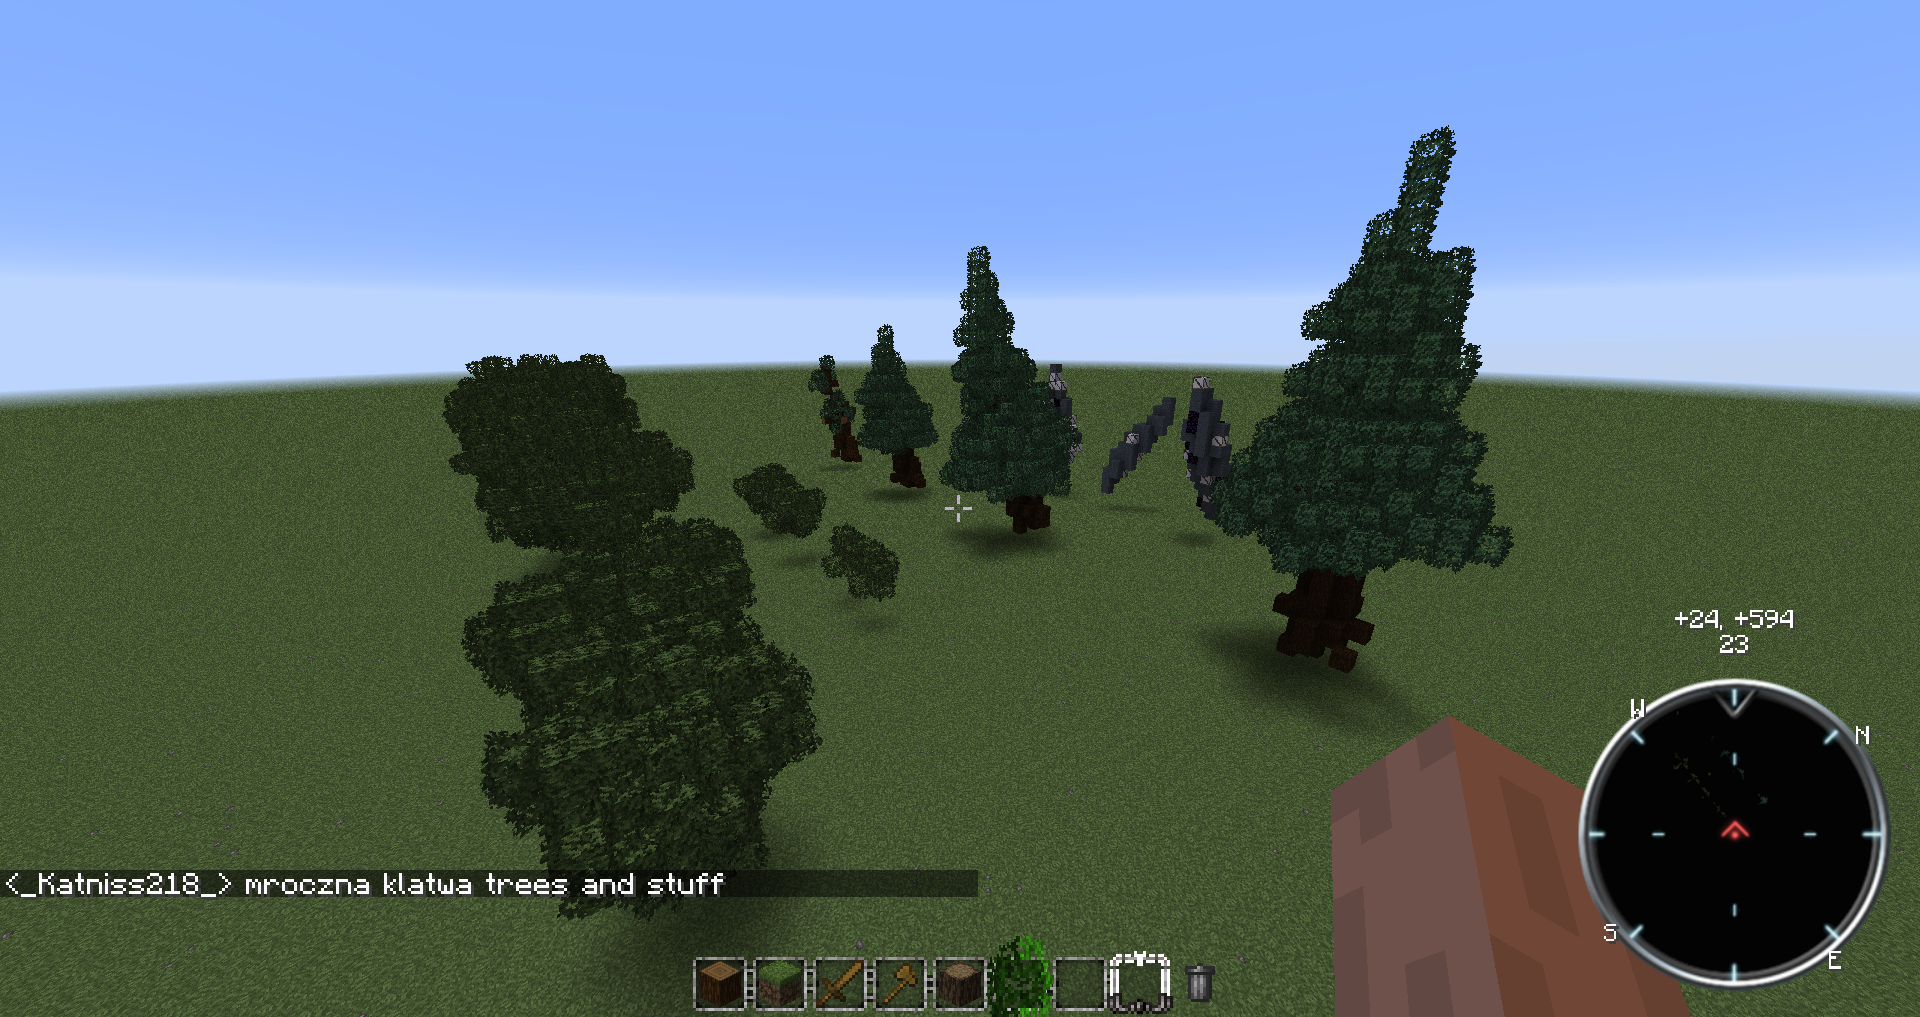 +24, +594
23
W
N
S
E
<_Katniss218_> mroczna klatwa trees and stuff